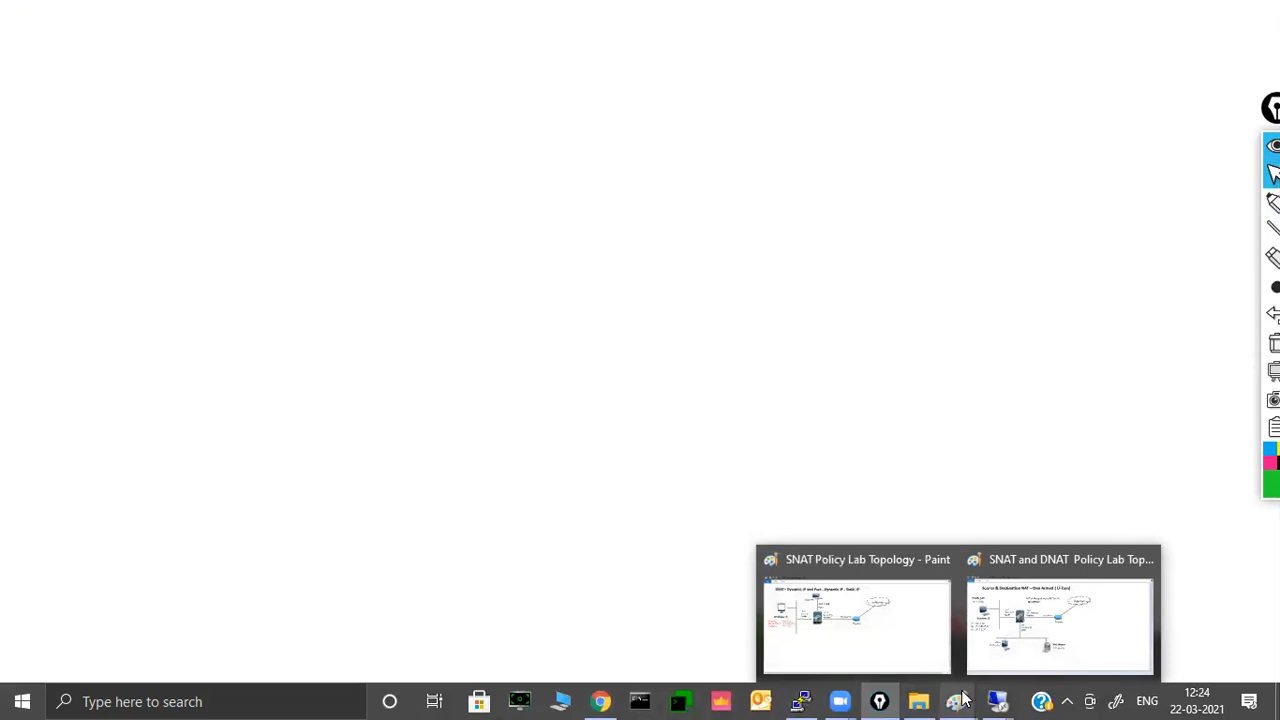 SNAT Policy Lab Topology - Paint
SNAT and DNAT Policy Lab Top...
Type here to search
ENG
12:24
22-03-2021